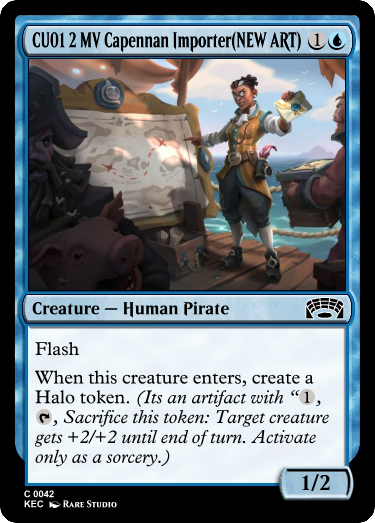 CU01 2 MV Capennan Importer(NEW ART) 1
Creature — Human Pirate
Flash
When this creature enters, create a
Halo token. (Its an artifact with “1,
, Sacrifice this token: Target creature
gets +2/+2 until end of turn. Activate
only as a sorcery.)
1/2
C 0042
KEC Rare Studio